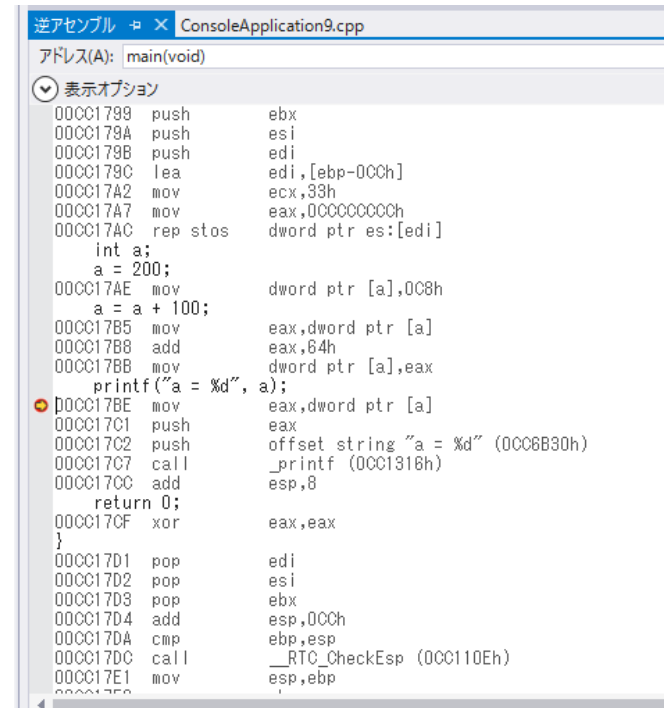 逆アセンブル ConsoleApplication9.cpp
アドレス(A): main(void)
表示オプション
00CC1799 push ebx
00CC179A push esi
00CC179B push edi
00CC179C lea edi,[ebp-0CCh]
00CC17A2 mov ecx,33h
00CC17A7 mov eax,0CCCCCCCCh
00CC17AC rep stos dword ptr es:[edi]
int a;
a = 200;
00CC17AE mov dword ptr [a],0C8h
a = a + 100;
00CC17B5 mov eax,dword ptr [a]
00CC17B8 add eax,64h
00CC17BB mov dword ptr [a],eax
printf("a = %d", a);
00CC17BE mov eax,dword ptr [a]
00CC17C1 push eax
00CC17C2 push offset string "a = %d" (0CC6B30h)
00CC17C7 call _printf (0CC1316h)
00CC17CC add esp,8
return 0;
00CC17CF xor eax,eax
}
00CC17D1 pop edi
00CC17D2 pop esi
00CC17D3 pop ebx
00CC17D4 add esp,0CCh
00CC17DA cmp ebp,esp
00CC17DC call __RTC_CheckEsp (0CC110Eh)
00CC17E1 mov esp,ebp